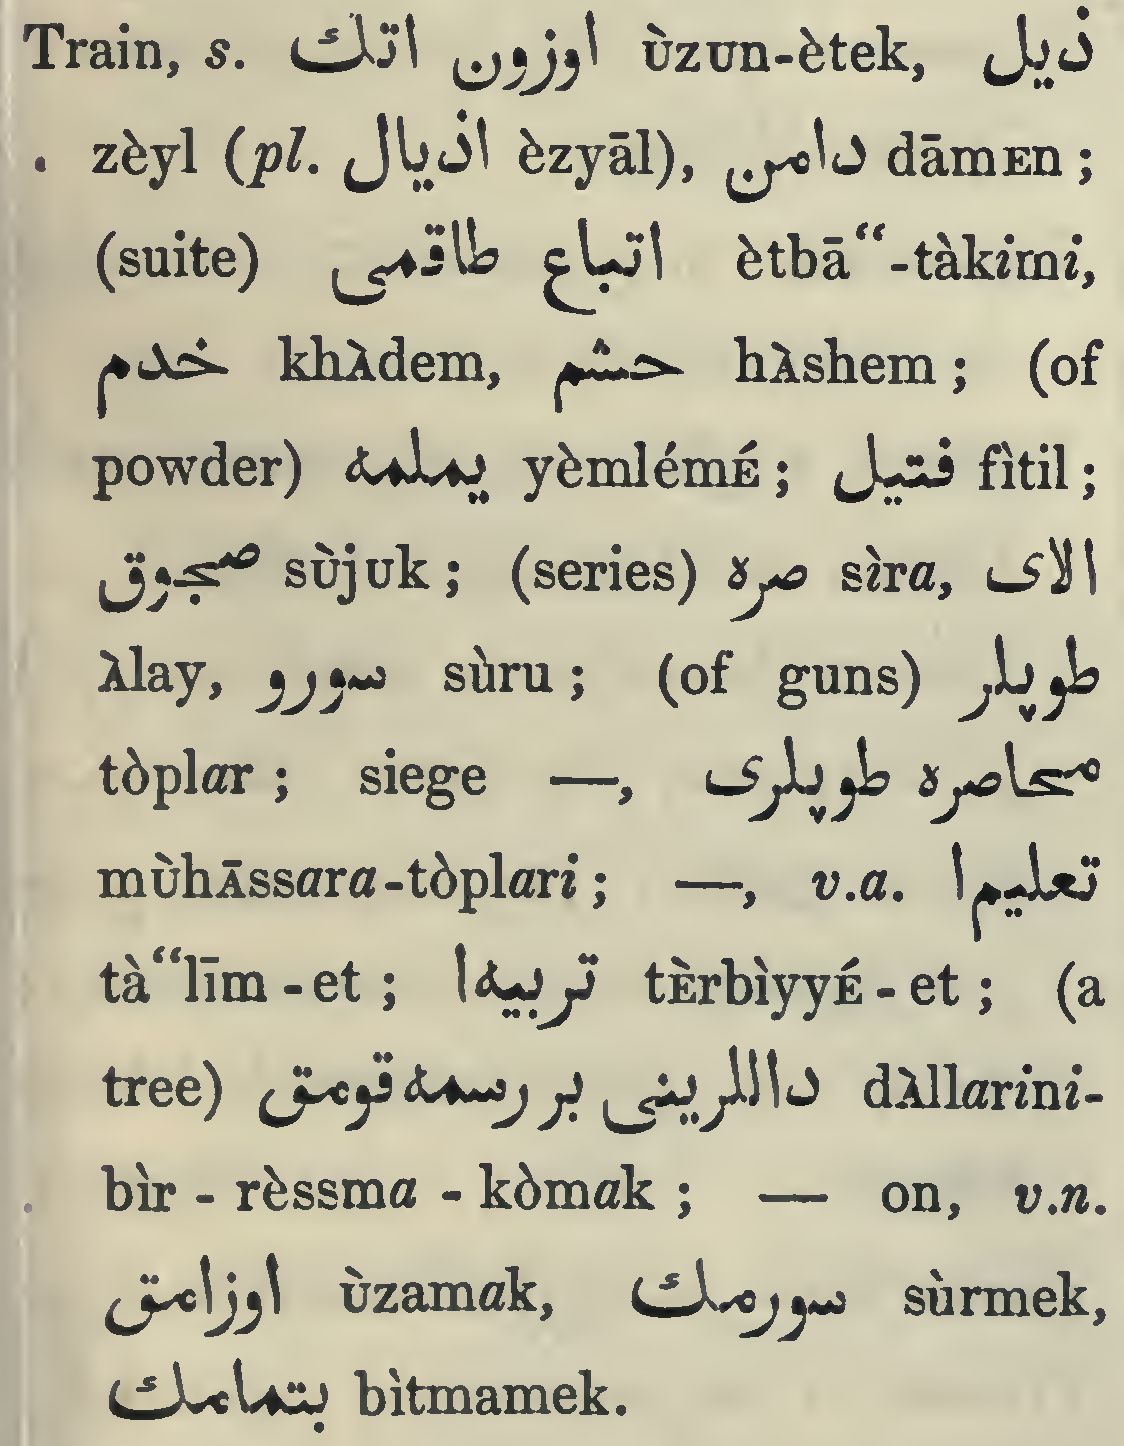 Train, s. اوزون اتك ùzun-ètek, ذيل
zèyl (pl. اذيال èzyāl), دامن dāmᴇn ;
(suite) اتباع طاقمى ètbā“-tàkimi,
خدم khàdem, حشم hàshem ; (of
powder) يملمه yèmlémÉ ; فتيل fìtil ;
صجوق sùjuk ; (series) صره sìra, الاى
àlay, سورو sùru ; (of guns) طوپلر
tòplar ; siege —, محاصره طوپلرى
mùhāssara-tòplari ; —, v.a. تعليم ا
tà“līm-et ; تربيه ا tèrbìyyÉ-et ; (a
tree) داللرينى بر رسمه قومق dàllarini-
bìr-rèssma-kòmak ; — on, v.n.
اوزامق ùzamak, سورمك sùrmek,
بتمامك bìtmamek.